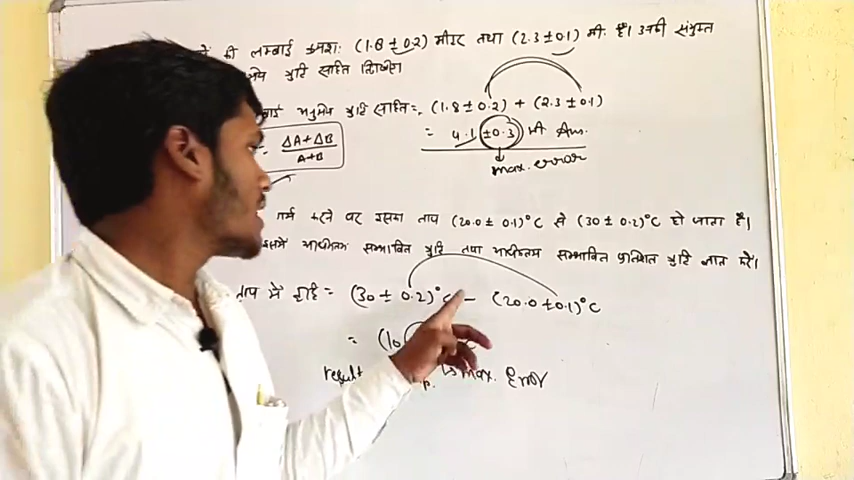 की लम्बाई क्रमशः (1.8 ± 0.2) मीटर तथा (2.3 ± 0.1) मी. है। उनकी संयुक्त
त्रुटि सहित लिखिए
त्रुटि सहित = (1.8 ± 0.2) + (2.3 ± 0.1)
= 4.1 ± 0.3 मी Ans.
max. error
= ΔA + ΔB / A + B
गर्म करने पर उसका ताप (20.0 ± 0.1)°C से (30 ± 0.2)°C हो जाता है।
इसमें अधिकतम सम्भावित त्रुटि तथा अधिकतम सम्भावित प्रतिशत त्रुटि ज्ञात करें।
ताप में वृद्धि = (30 ± 0.2)°C − (20.0 ± 0.1)°C
= (10
result p. max. Error